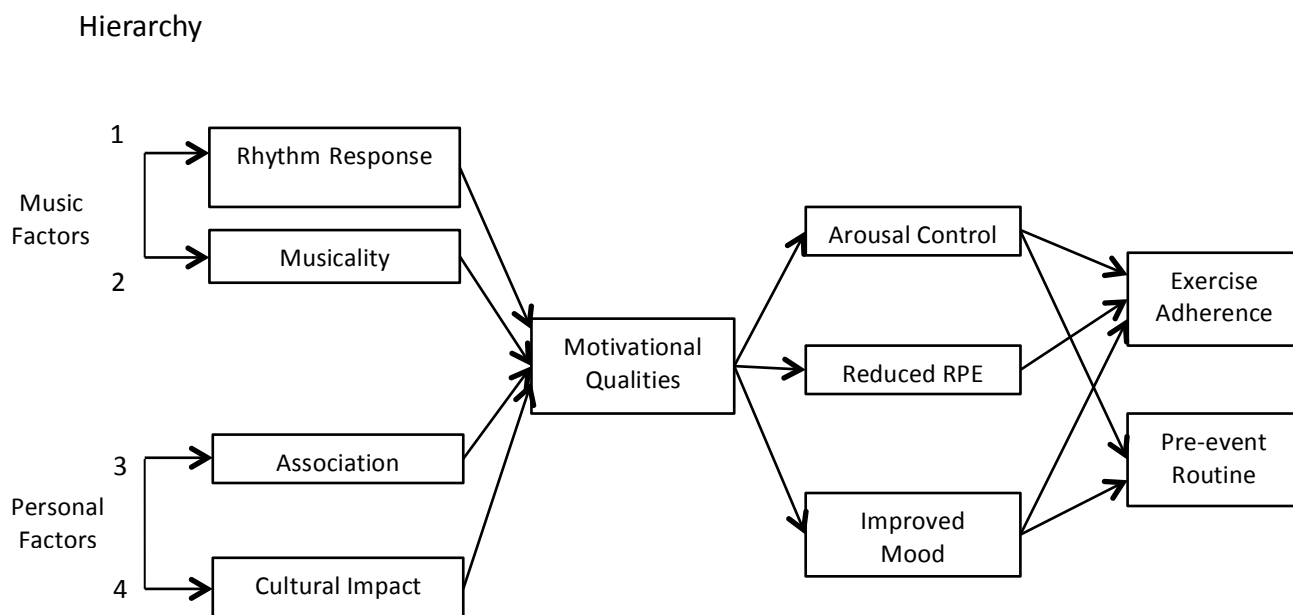 Hierarchy
1
Rhythm Response
Music
Factors
Musicality
2
3
Association
Personal
Factors
4
Cultural Impact
Motivational
Qualities
Arousal Control
Reduced RPE
Improved
Mood
Exercise
Adherence
Pre-event
Routine